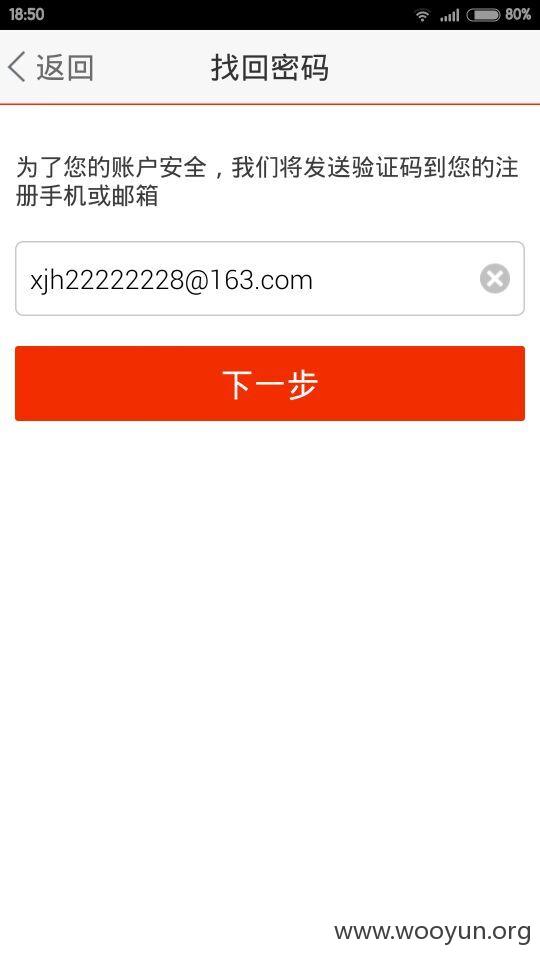 18:50 80%
返回 找回密码
为了您的账户安全，我们将发送验证码到您的注
册手机或邮箱
xjh22222228@163.com
下一步
www.wooyun.org